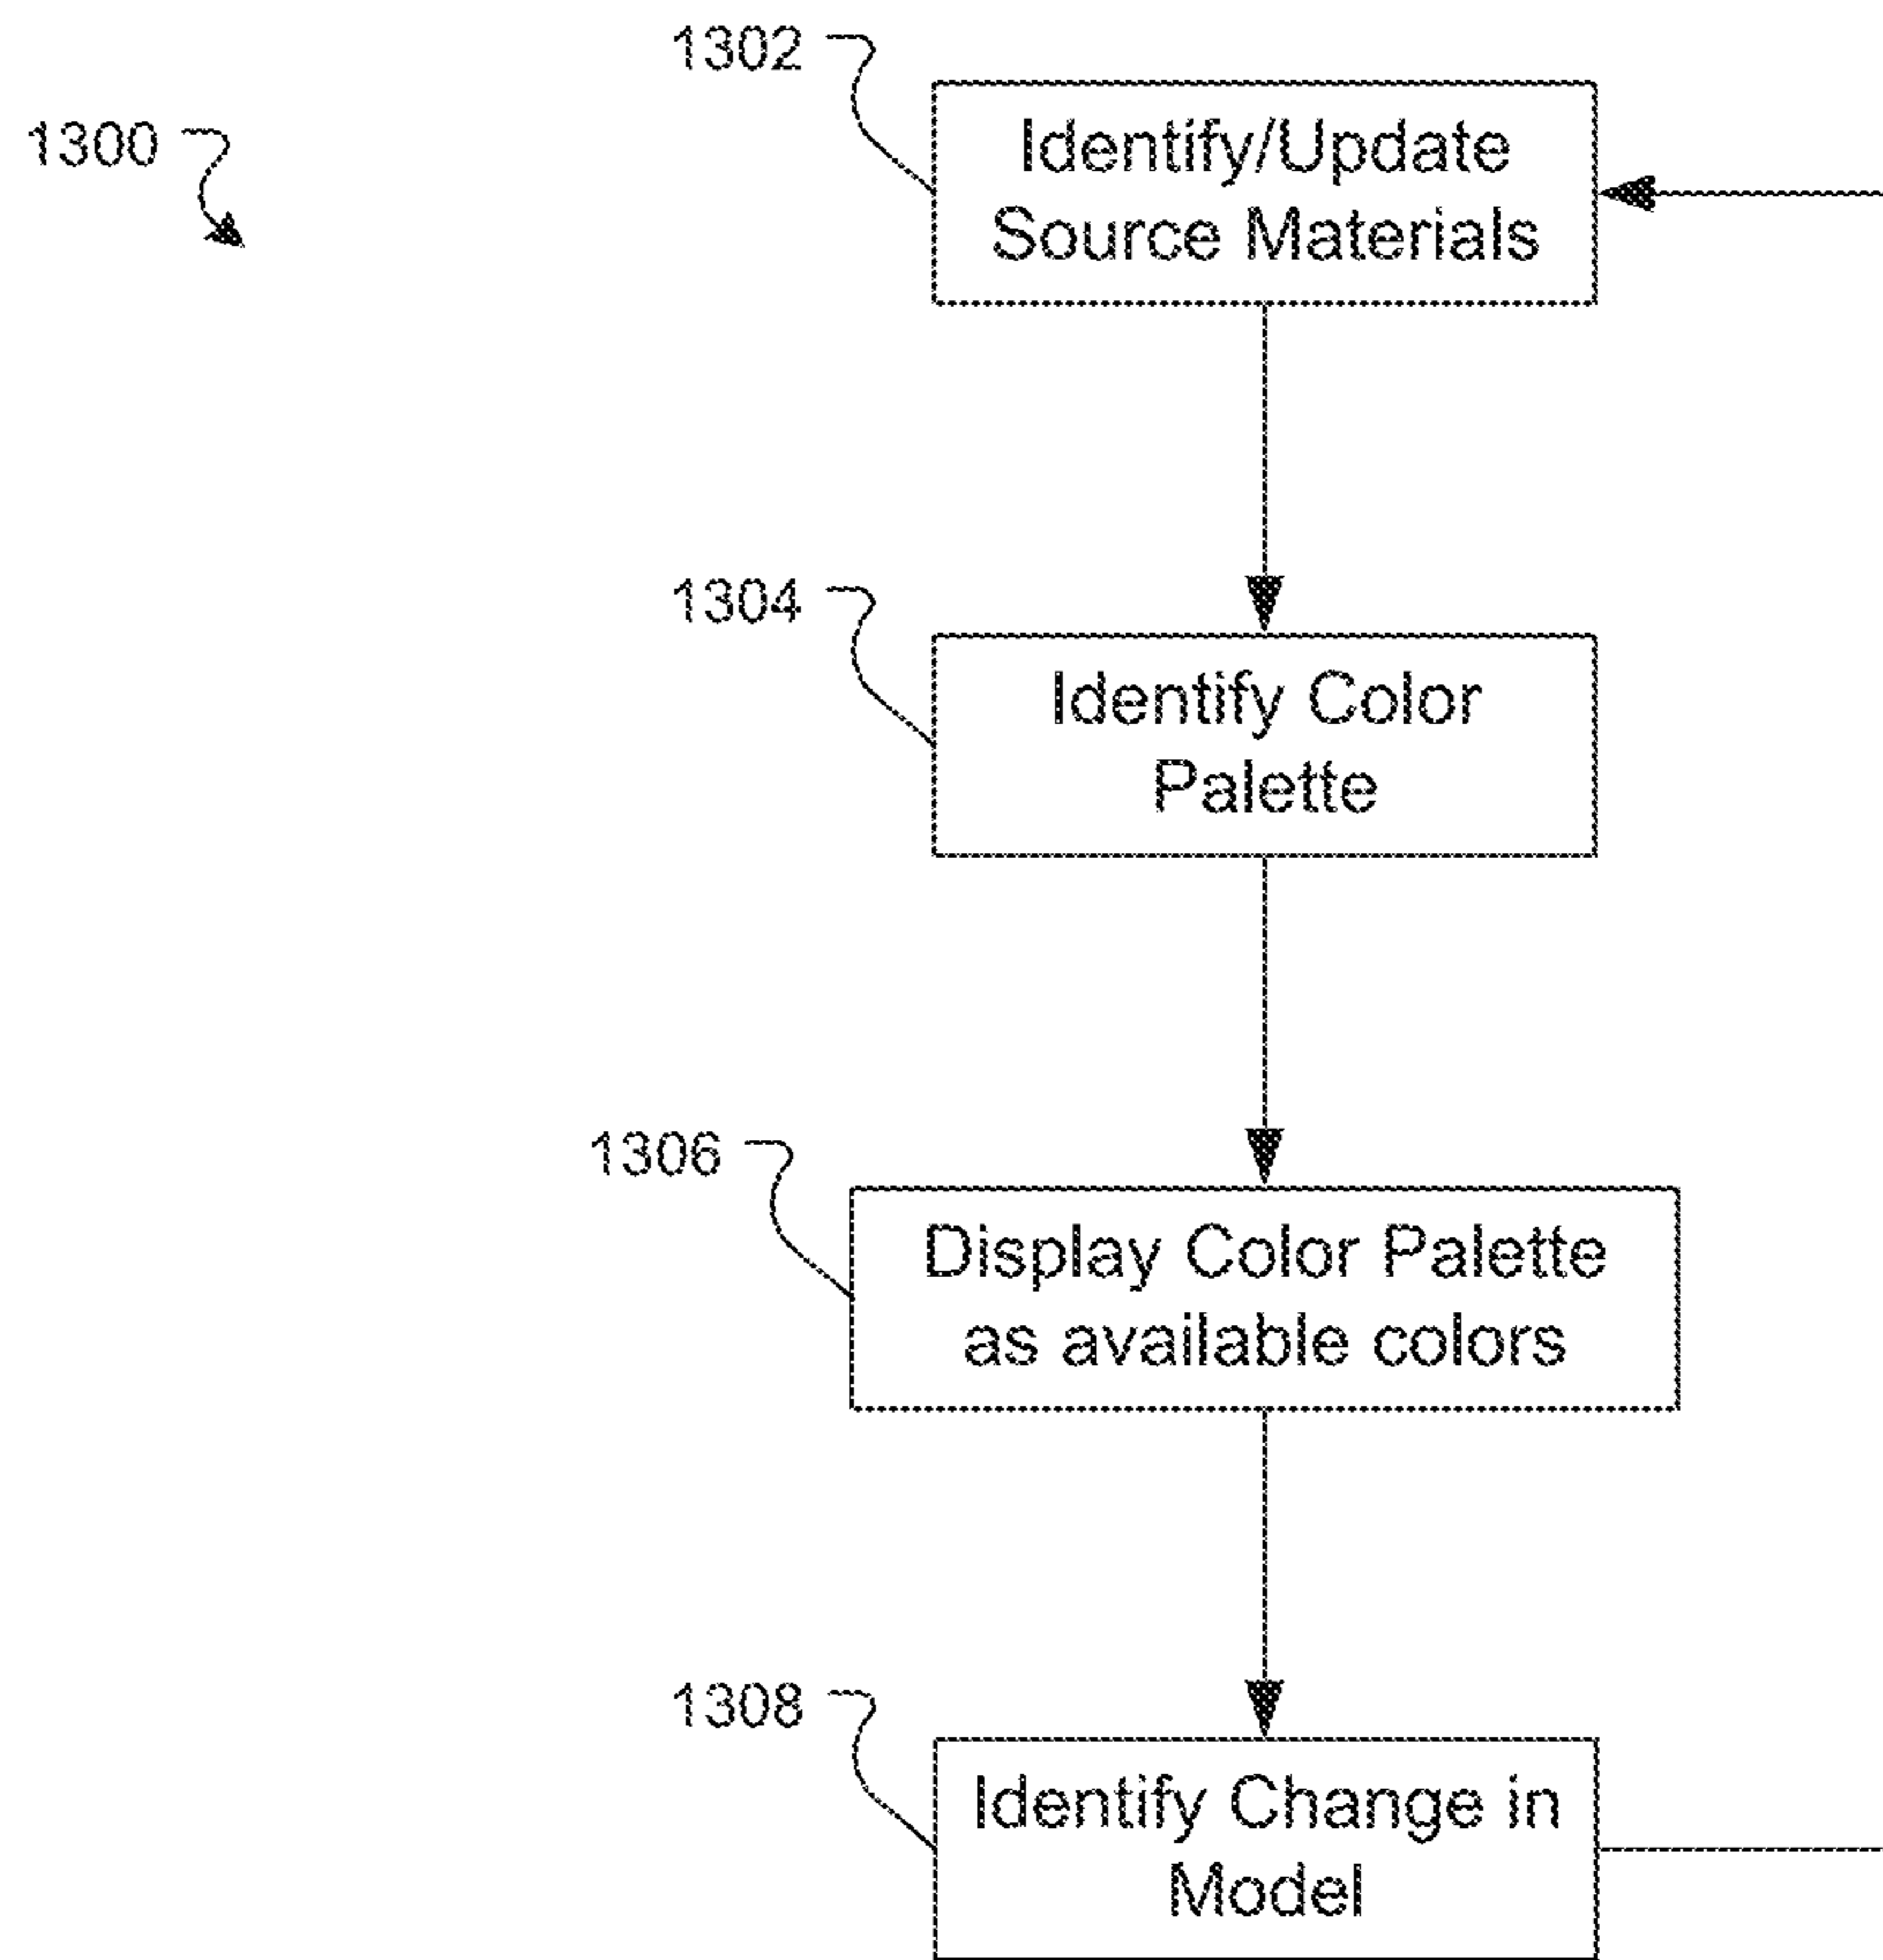 1302
1300
Identify/Update
Source Materials
1304
Identify Color
Palette
1306
Display Color Palette
as available colors
1308
Identify Change in
Model